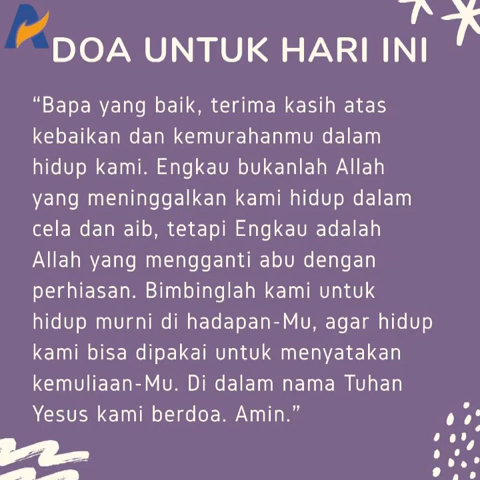 DOA UNTUK HARI INI
“Bapa yang baik, terima kasih atas
kebaikan dan kemurahanmu dalam
hidup kami. Engkau bukanlah Allah
yang meninggalkan kami hidup dalam
cela dan aib, tetapi Engkau adalah
Allah yang mengganti abu dengan
perhiasan. Bimbinglah kami untuk
hidup murni di hadapan-Mu, agar hidup
kami bisa dipakai untuk menyatakan
kemuliaan-Mu. Di dalam nama Tuhan
Yesus kami berdoa. Amin.”